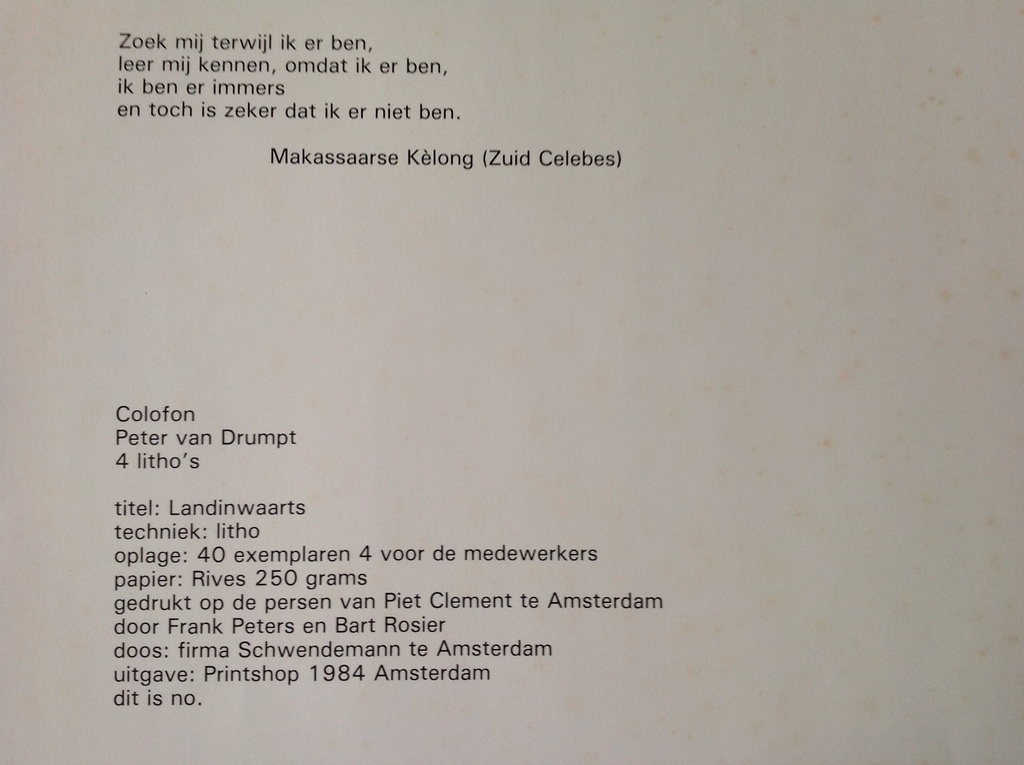 Zoek mij terwijl ik er ben,
leer mij kennen, omdat ik er ben,
ik ben er immers
en toch is zeker dat ik er niet ben.
Makassaarse Kèlong (Zuid Celebes)
Colofon
Peter van Drumpt
4 litho's
titel: Landinwaarts
techniek: litho
oplage: 40 exemplaren 4 voor de medewerkers
papier: Rives 250 grams
gedrukt op de persen van Piet Clement te Amsterdam
door Frank Peters en Bart Rosier
doos: firma Schwendemann te Amsterdam
uitgave: Printshop 1984 Amsterdam
dit is no.